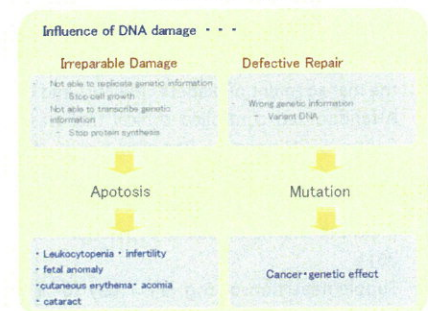 Influence of DNA damage ・・・
Irreparable Damage
Not able to replicate genetic information
Stop cell growth
Not able to transcribe genetic
information
- Stop protein synthesis
Apotosis
・Leukocytopenia・infertility
・fetal anomaly
・cutaneous erythema・acomia
・cataract
Defective Repair
Wrong genetic information
・Variant DNA
Mutation
Cancer・genetic effect